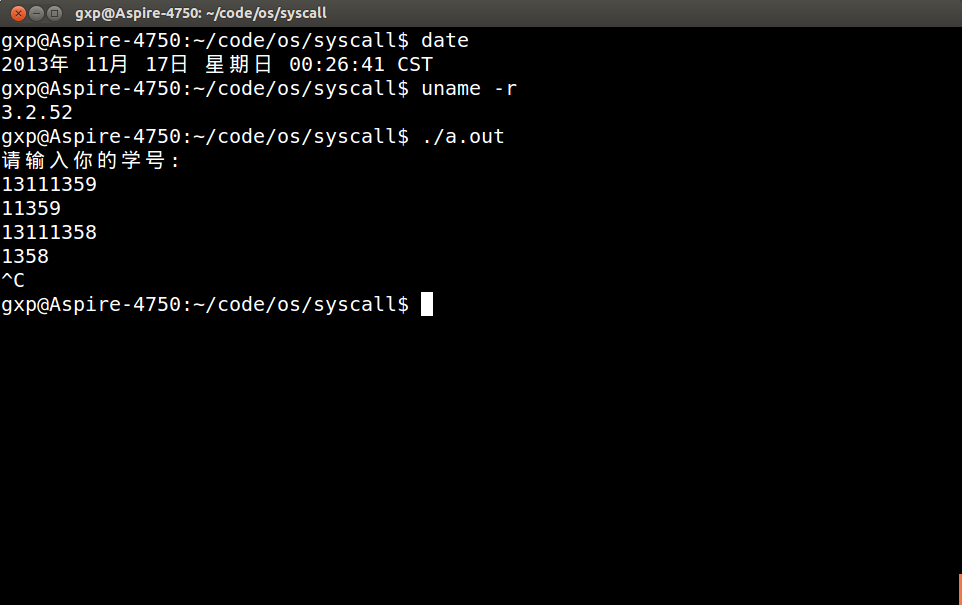 gxp@Aspire-4750: ~/code/os/syscall
gxp@Aspire-4750:~/code/os/syscall$ date
2013年 11月 17日 星期日 00:26:41 CST
gxp@Aspire-4750:~/code/os/syscall$ uname -r
3.2.52
gxp@Aspire-4750:~/code/os/syscall$ ./a.out
请输入你的学号:
13111359
11359
13111358
1358
^C
gxp@Aspire-4750:~/code/os/syscall$